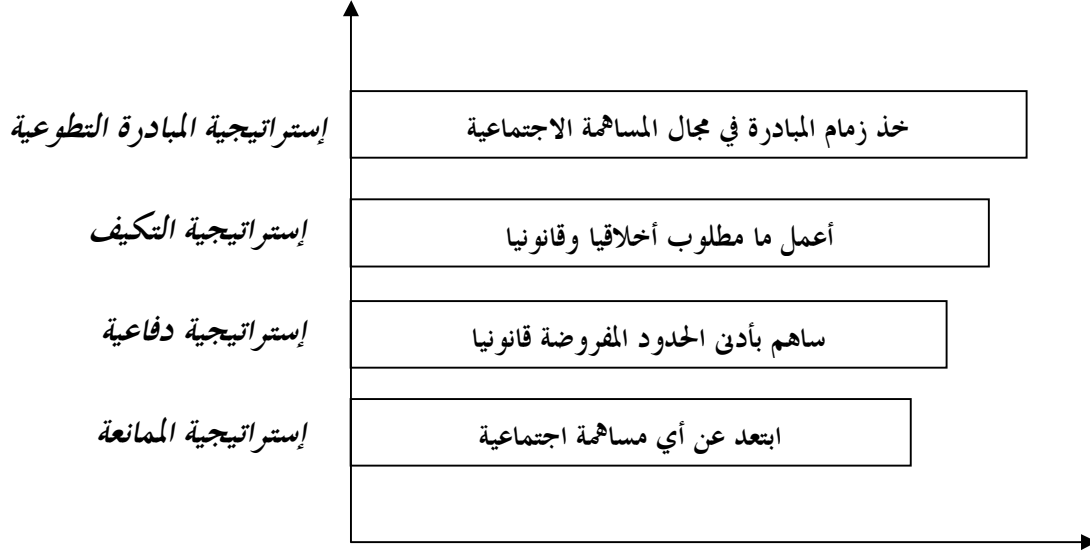 إستراتيجية المبادرة التطوعية
خذ زمام المبادرة في مجال المساهمة الاجتماعية
إستراتيجية التكيف
أعمل ما مطلوب أخلاقيا وقانونيا
إستراتيجية دفاعية
ساهم بأدنى الحدود المفروضة قانونيا
إستراتيجية الممانعة
ابتعد عن أي مساهمة اجتماعية